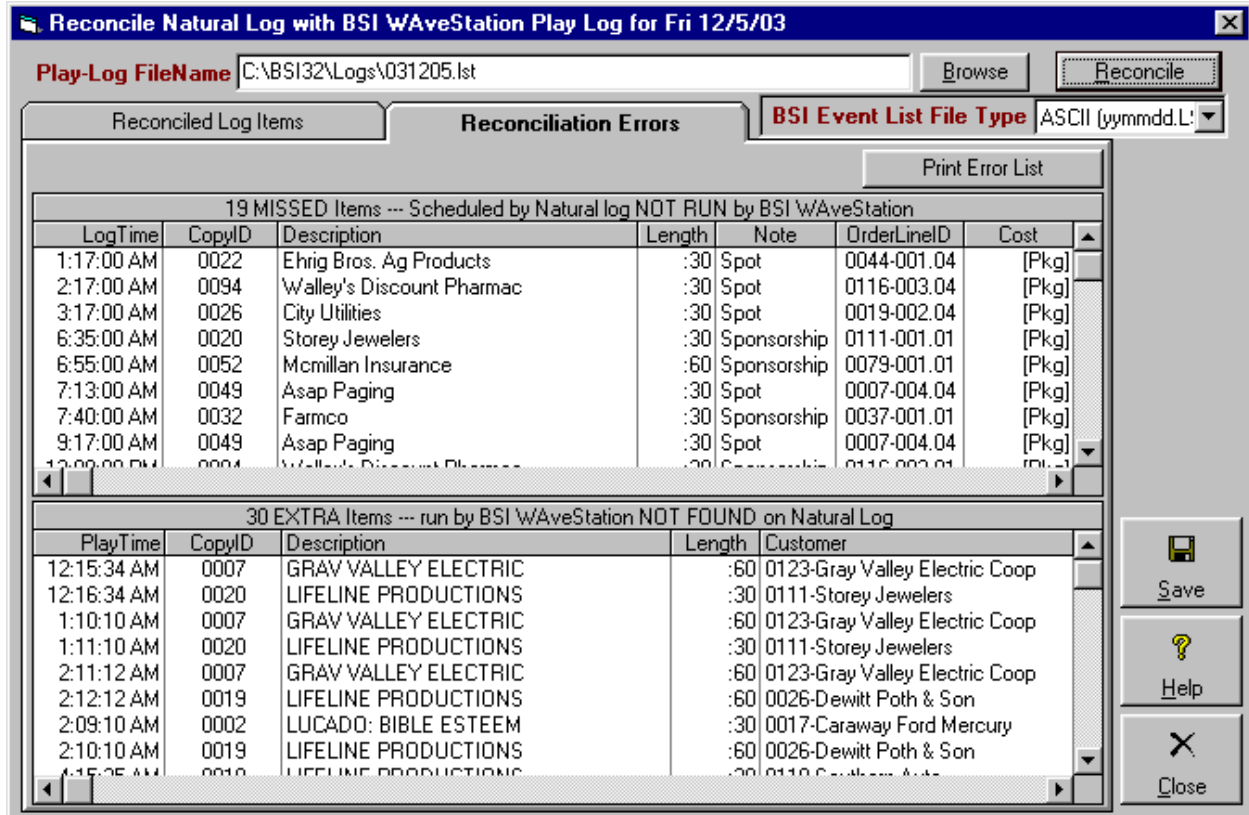 Reconcile Natural Log with BSI WAveStation Play Log for Fri 12/5/03
Play-Log FileName C:\BSI32\Logs\031205.lst Browse Reconcile
Reconciled Log Items Reconciliation Errors BSI Event List File Type ASCII (yymmdd.L
Print Error List
19 MISSED Items --- Scheduled by Natural log NOT RUN by BSI WAveStation
LogTime CopyID Description Length Note OrderLineID Cost
1:17:00 AM 0022 Ehrig Bros. Ag Products :30 Spot 0044-001.04 [Pkg]
2:17:00 AM 0094 Walley's Discount Pharmac :30 Spot 0116-003.04 [Pkg]
3:17:00 AM 0026 City Utilities :30 Spot 0019-002.04 [Pkg]
6:35:00 AM 0020 Storey Jewelers :30 Sponsorship 0111-001.01 [Pkg]
6:55:00 AM 0052 Mcmillan Insurance :60 Sponsorship 0079-001.01 [Pkg]
7:13:00 AM 0049 Asap Paging :30 Spot 0007-004.04 [Pkg]
7:40:00 AM 0032 Farmco :30 Sponsorship 0037-001.01 [Pkg]
9:17:00 AM 0049 Asap Paging :30 Spot 0007-004.04 [Pkg]
30 EXTRA Items --- run by BSI WAveStation NOT FOUND on Natural Log
PlayTime CopyID Description Length Customer
12:15:34 AM 0007 GRAV VALLEY ELECTRIC :60 0123-Gray Valley Electric Coop
12:16:34 AM 0020 LIFELINE PRODUCTIONS :30 0111-Storey Jewelers
1:10:10 AM 0007 GRAV VALLEY ELECTRIC :60 0123-Gray Valley Electric Coop
1:11:10 AM 0020 LIFELINE PRODUCTIONS :30 0111-Storey Jewelers
2:11:12 AM 0007 GRAV VALLEY ELECTRIC :60 0123-Gray Valley Electric Coop
2:12:12 AM 0019 LIFELINE PRODUCTIONS :60 0026-Dewitt Poth & Son
2:09:10 AM 0002 LUCADO: BIBLE ESTEEM :30 0017-Caraway Ford Mercury
2:10:10 AM 0019 LIFELINE PRODUCTIONS :60 0026-Dewitt Poth & Son
Save
Help
Close